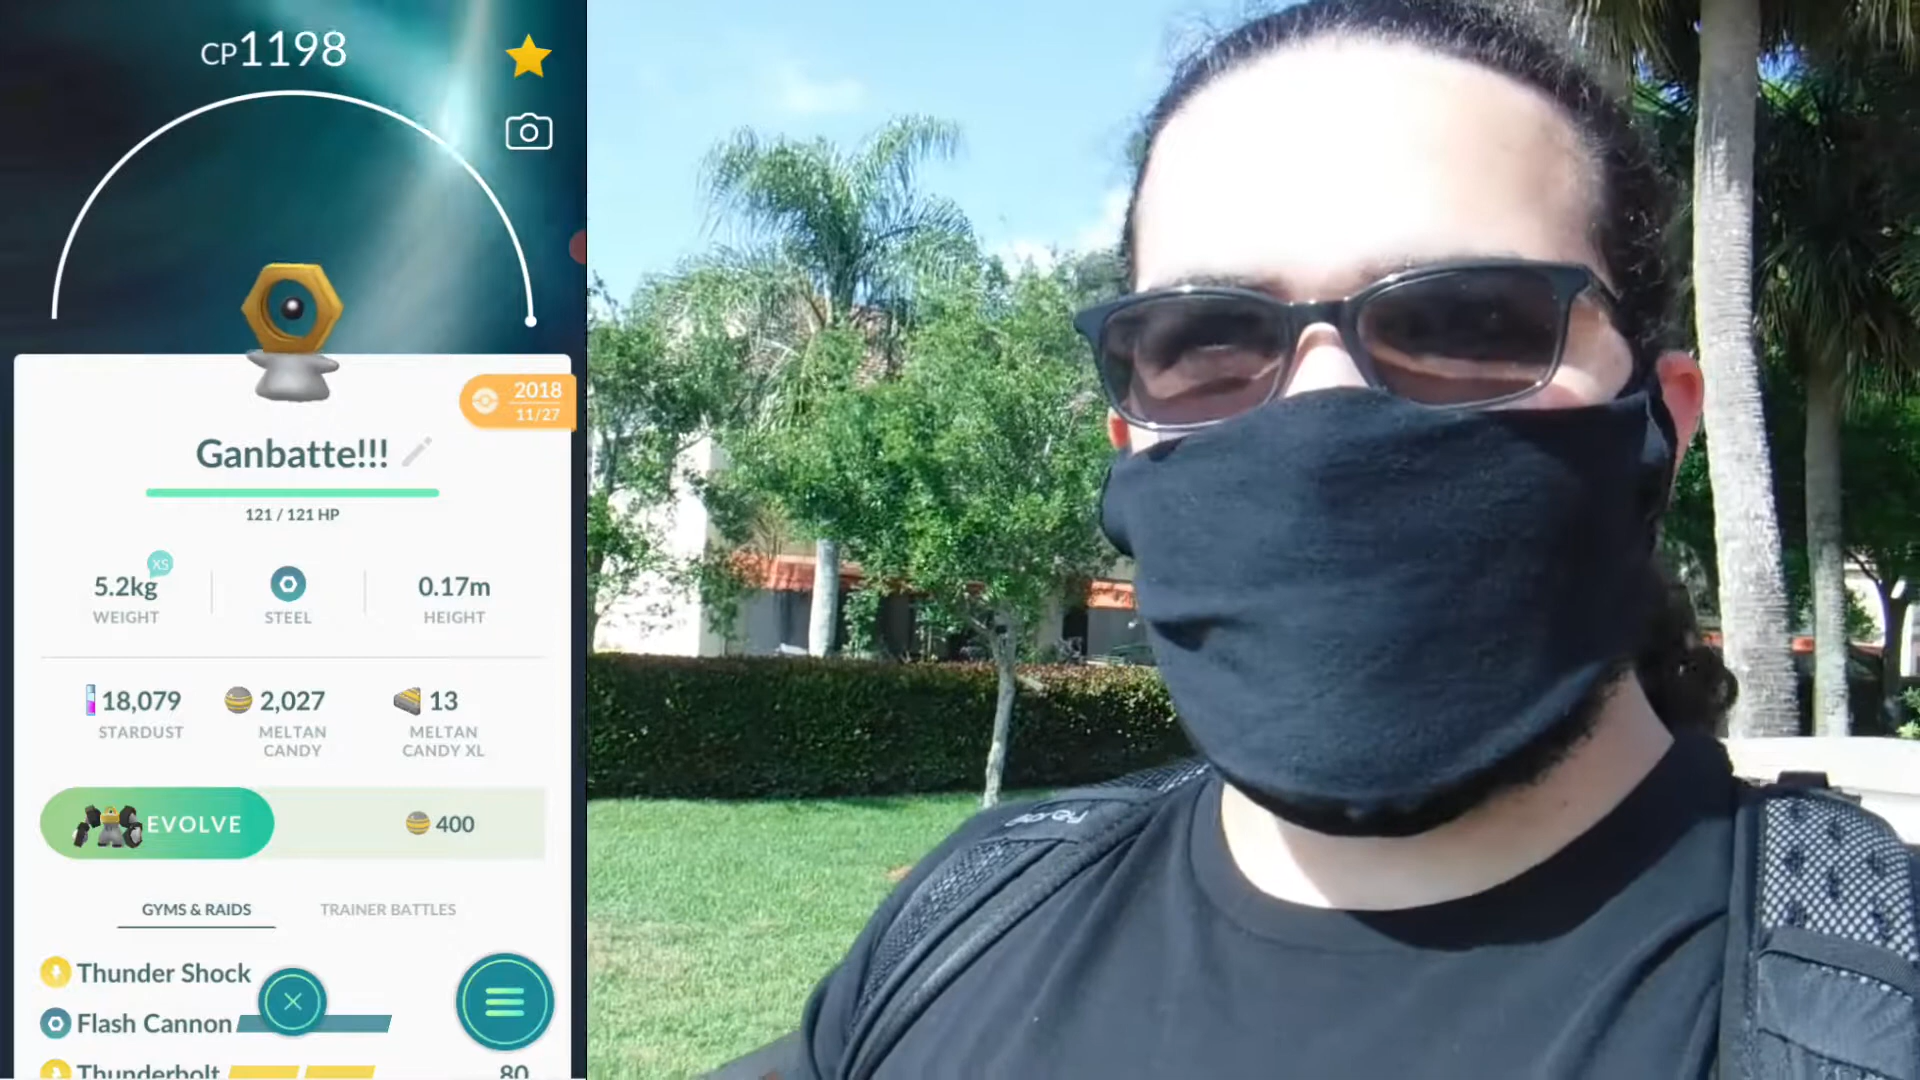 CP1198
2018
11/27
Ganbatte!!!
121 / 121 HP
XS
5.2kg
WEIGHT
STEEL
0.17m
HEIGHT
18,079
STARDUST
2,027
MELTAN
CANDY
13
MELTAN
CANDY XL
EVOLVE
400
GYMS & RAIDS
TRAINER BATTLES
Thunder Shock
Flash Cannon
Thunderbolt 80